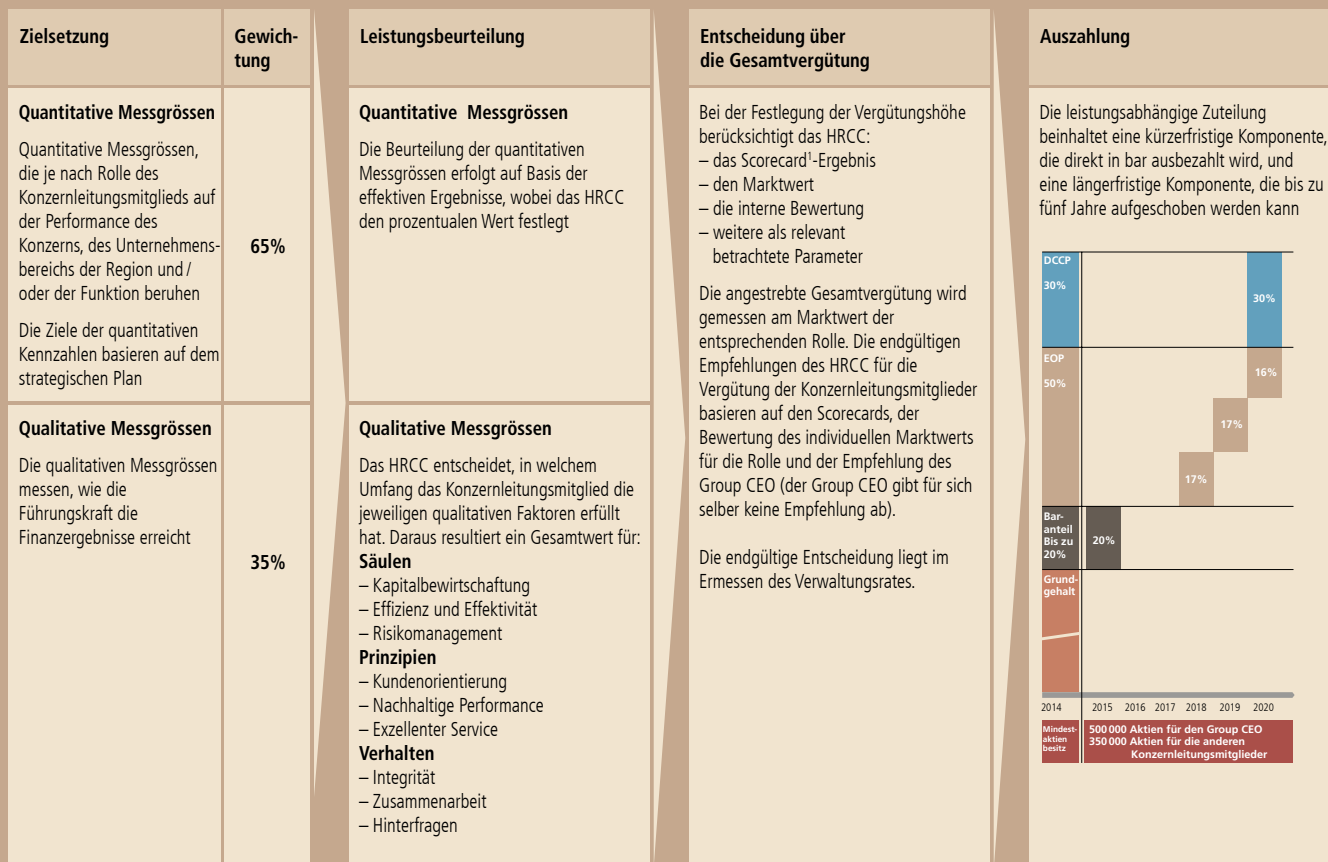 Zielsetzung
Gewich-
tung
Quantitative Messgrössen
Quantitative Messgrössen,
die je nach Rolle des
Konzernleitungsmitglieds auf
der Performance des
Konzerns, des Unternehmens-
bereichs der Region und /
oder der Funktion beruhen
Die Ziele der quantitativen
Kennzahlen basieren auf dem
strategischen Plan
65%
Qualitative Messgrössen
Die qualitativen Messgrössen
messen, wie die
Führungskraft die
Finanzergebnisse erreicht
35%
Leistungsbeurteilung
Quantitative Messgrössen
Die Beurteilung der quantitativen
Messgrössen erfolgt auf Basis der
effektiven Ergebnisse, wobei das HRCC
den prozentualen Wert festlegt
Qualitative Messgrössen
Das HRCC entscheidet, in welchem
Umfang das Konzernleitungsmitglied die
jeweiligen qualitativen Faktoren erfüllt
hat. Daraus resultiert ein Gesamtwert für:
Säulen
– Kapitalbewirtschaftung
– Effizienz und Effektivität
– Risikomanagement
Prinzipien
– Kundenorientierung
– Nachhaltige Performance
– Exzellenter Service
Verhalten
– Integrität
– Zusammenarbeit
– Hinterfragen
Entscheidung über
die Gesamtvergütung
Bei der Festlegung der Vergütungshöhe
berücksichtigt das HRCC:
– das Scorecard¹-Ergebnis
– den Marktwert
– die interne Bewertung
– weitere als relevant
betrachtete Parameter
Die angestrebte Gesamtvergütung wird
gemessen am Marktwert der
entsprechenden Rolle. Die endgültigen
Empfehlungen des HRCC für die
Vergütung der Konzernleitungsmitglieder
basieren auf den Scorecards, der
Bewertung des individuellen Marktwerts
für die Rolle und der Empfehlung des
Group CEO (der Group CEO gibt für sich
selber keine Empfehlung ab).
Die endgültige Entscheidung liegt im
Ermessen des Verwaltungsrates.
Auszahlung
Die leistungsabhängige Zuteilung
beinhaltet eine kürzerfristige Komponente,
die direkt in bar ausbezahlt wird, und
eine längerfristige Komponente, die bis zu
fünf Jahre aufgeschoben werden kann
DCCP
30%
30%
EOP
50%
16%
17%
17%
Bar-
anteil
Bis zu
20%
20%
Grund-
gehalt
2014 2015 2016 2017 2018 2019 2020
Mindest-
aktien
besitz
500 000 Aktien für den Group CEO
350 000 Aktien für die anderen
Konzernleitungsmitglieder